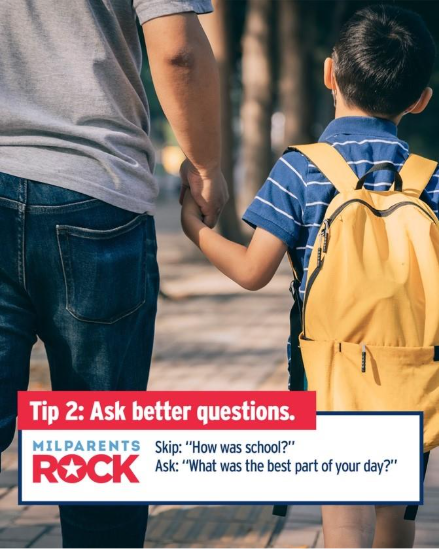 Tip 2: Ask better questions.
MILPARENTS
ROCK
Skip: “How was school?”
Ask: “What was the best part of your day?”